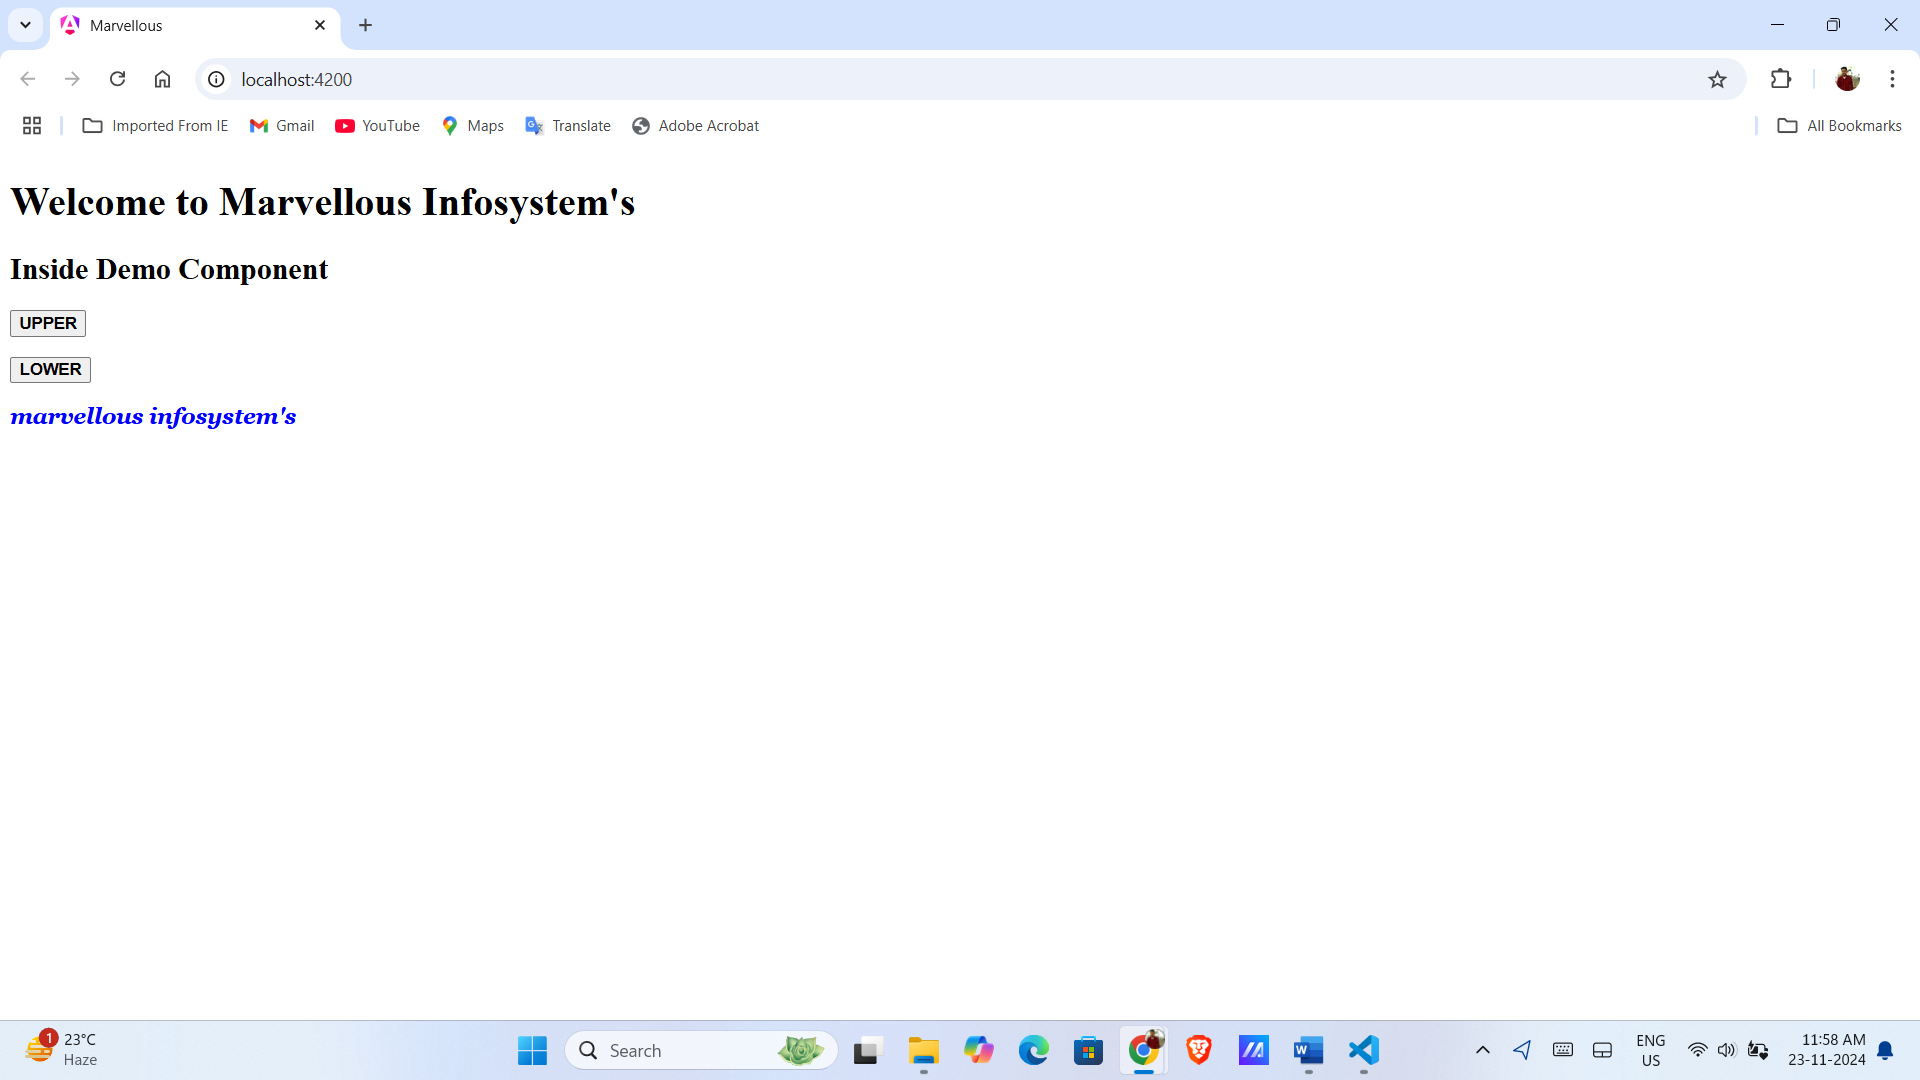 Marvellous
localhost:4200
Imported From IE
Gmail
YouTube
Maps
Translate
Adobe Acrobat
All Bookmarks
Welcome to Marvellous Infosystem's
Inside Demo Component
UPPER
LOWER
marvellous infosystem's
1
23°C
Haze
Search
ENG
US
11:58 AM
23-11-2024